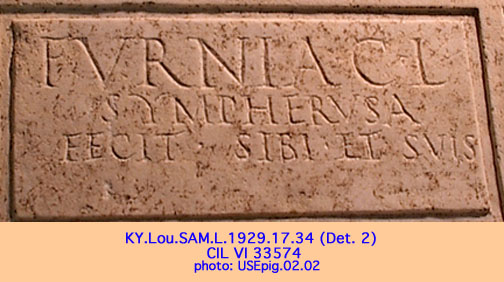 FVRNIA C · L
SYMPHERVSA
FECIT · SIBI · ET SVIS
KY.Lou.SAM.L.1929.17.34 (Det. 2)
CIL VI 33574
photo: USEpig.02.02